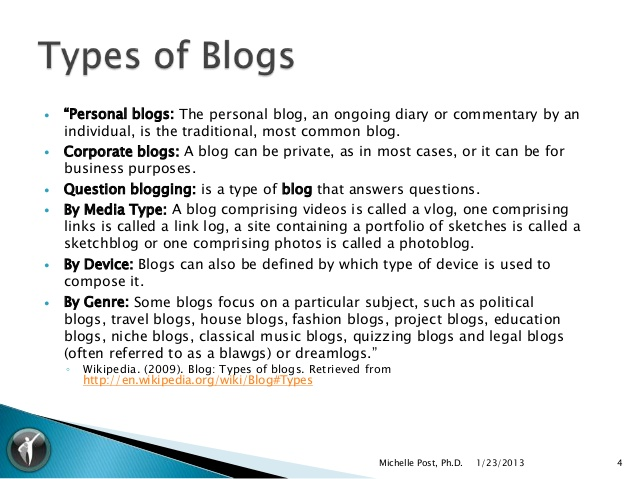 Types of Blogs
• “Personal blogs: The personal blog, an ongoing diary or commentary by an
individual, is the traditional, most common blog.
• Corporate blogs: A blog can be private, as in most cases, or it can be for
business purposes.
• Question blogging: is a type of blog that answers questions.
• By Media Type: A blog comprising videos is called a vlog, one comprising
links is called a link log, a site containing a portfolio of sketches is called a
sketchblog or one comprising photos is called a photoblog.
• By Device: Blogs can also be defined by which type of device is used to
compose it.
• By Genre: Some blogs focus on a particular subject, such as political
blogs, travel blogs, house blogs, fashion blogs, project blogs, education
blogs, niche blogs, classical music blogs, quizzing blogs and legal blogs
(often referred to as a blawgs) or dreamlogs.”
◦ Wikipedia. (2009). Blog: Types of blogs. Retrieved from
http://en.wikipedia.org/wiki/Blog#Types
Michelle Post, Ph.D. 1/23/2013 4